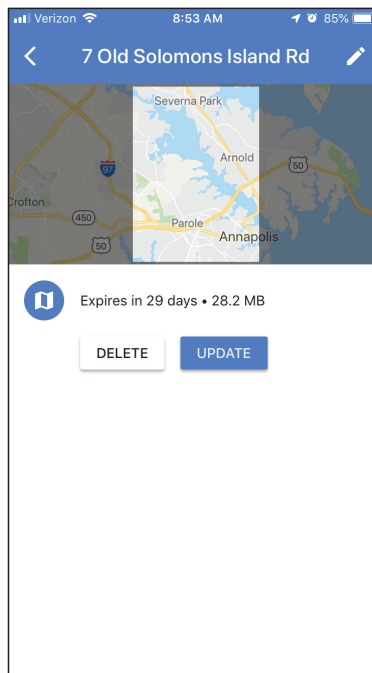 Verizon 8:53 AM 85%
7 Old Solomons Island Rd
Severna Park
Arnold
97
50
Crofton
450
Parole
50
Annapolis
Expires in 29 days • 28.2 MB
DELETE UPDATE